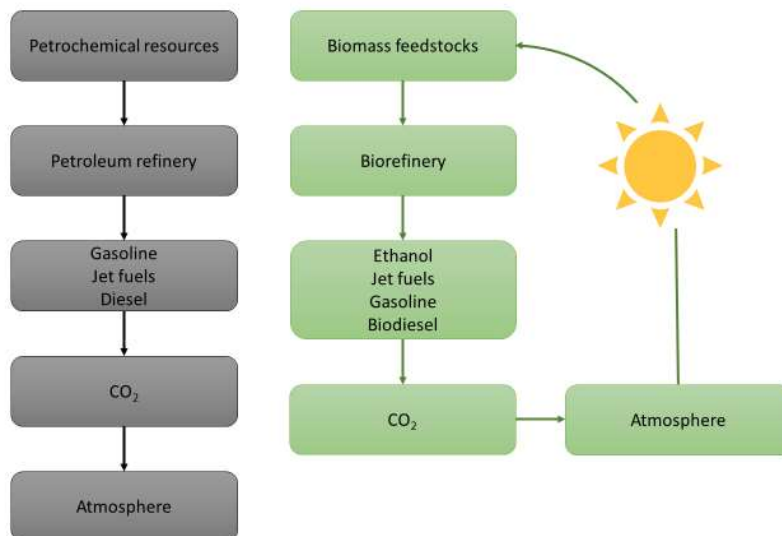 Petrochemical resources
Petroleum refinery
Gasoline
Jet fuels
Diesel
CO₂
Atmosphere
Biomass feedstocks
Biorefinery
Ethanol
Jet fuels
Gasoline
Biodiesel
CO₂
Atmosphere